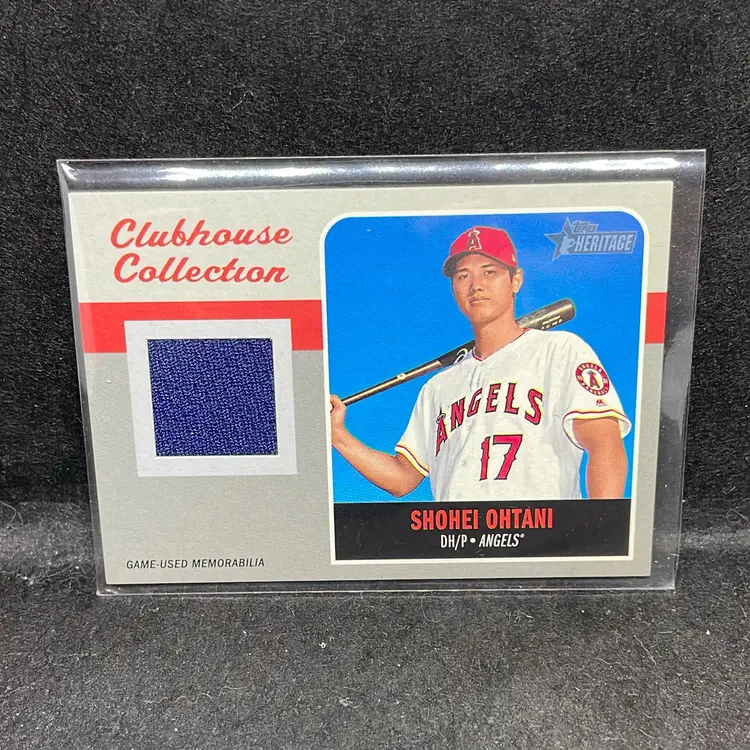 Clubhouse
Collection
Topps
HERITAGE
A
ANGELS
17
A
SHOHEI OHTANI
DH/P • ANGELS®
GAME-USED MEMORABILIA